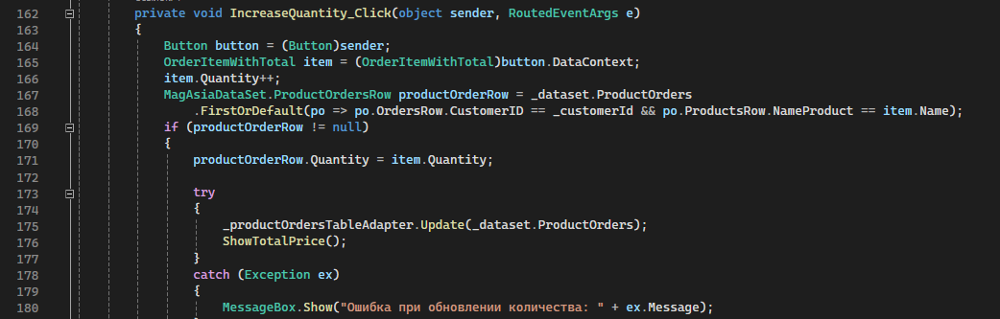 162 private void IncreaseQuantity_Click(object sender, RoutedEventArgs e)
163 {
164 Button button = (Button)sender;
165 OrderItemWithTotal item = (OrderItemWithTotal)button.DataContext;
166 item.Quantity++;
167 MagAsiaDataSet.ProductOrdersRow productOrderRow = _dataset.ProductOrders
168 .FirstOrDefault(po => po.OrdersRow.CustomerID == _customerId && po.ProductsRow.NameProduct == item.Name);
169 if (productOrderRow != null)
170 {
171 productOrderRow.Quantity = item.Quantity;
172
173 try
174 {
175 _productOrdersTableAdapter.Update(_dataset.ProductOrders);
176 ShowTotalPrice();
177 }
178 catch (Exception ex)
179 {
180 MessageBox.Show("Ошибка при обновлении количества: " + ex.Message);